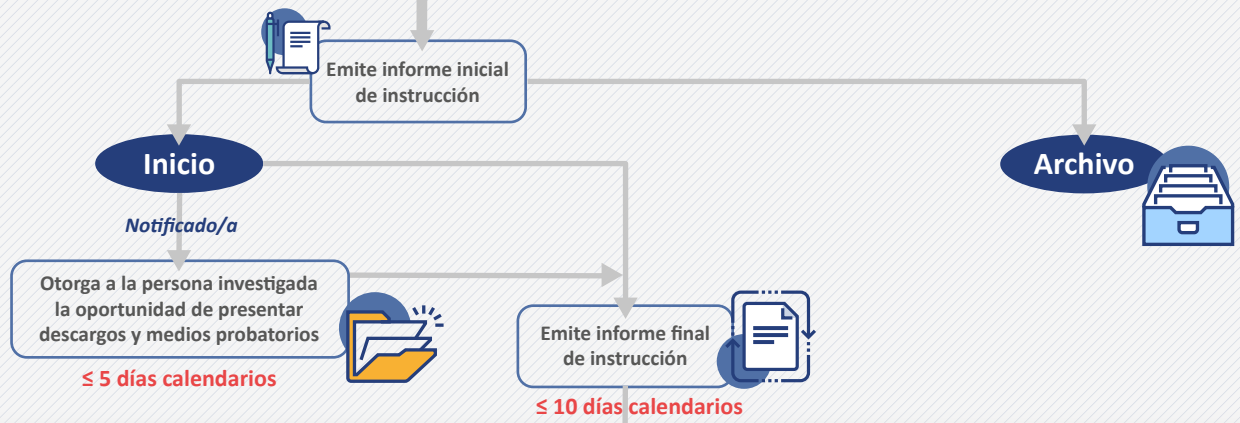 Emite informe inicial
de instrucción
Inicio
Archivo
Notificado/a
Otorga a la persona investigada
la oportunidad de presentar
descargos y medios probatorios
≤ 5 días calendarios
Emite informe final
de instrucción
≤ 10 días calendarios